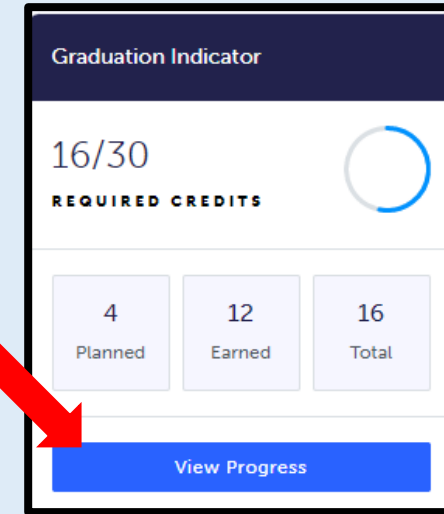 Graduation Indicator
16/30
REQUIRED CREDITS
4 12 16
Planned Earned Total
View Progress